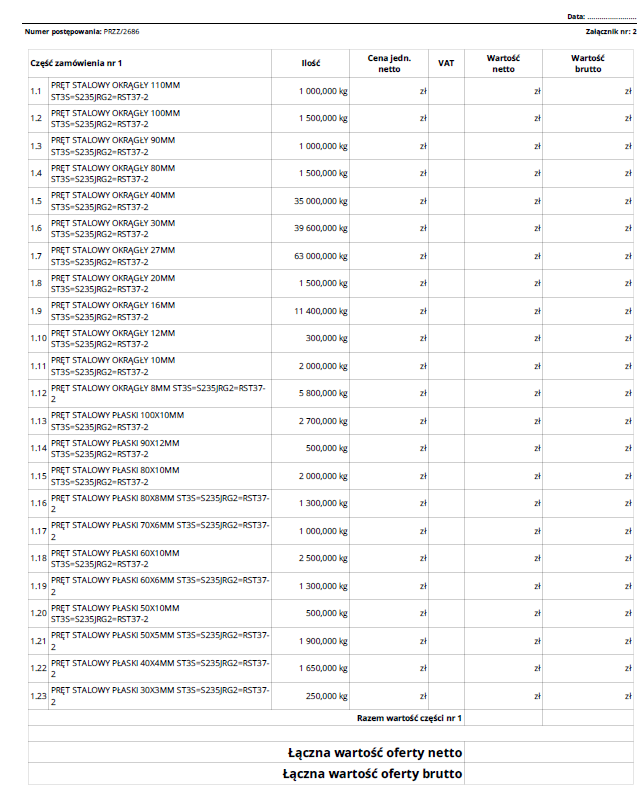 Data: ........................
Numer postępowania: PRZZ/2686 Załącznik nr: 2
Część zamówienia nr 1 Ilość Cena jedn. netto VAT Wartość netto Wartość brutto
1.1 PRĘT STALOWY OKRĄGŁY 110MM
ST3S=S235JRG2=RST37-2 1 000,000 kg zł zł zł
1.2 PRĘT STALOWY OKRĄGŁY 100MM
ST3S=S235JRG2=RST37-2 1 500,000 kg zł zł zł
1.3 PRĘT STALOWY OKRĄGŁY 90MM
ST3S=S235JRG2=RST37-2 1 000,000 kg zł zł zł
1.4 PRĘT STALOWY OKRĄGŁY 80MM
ST3S=S235JRG2=RST37-2 1 500,000 kg zł zł zł
1.5 PRĘT STALOWY OKRĄGŁY 40MM
ST3S=S235JRG2=RST37-2 35 000,000 kg zł zł zł
1.6 PRĘT STALOWY OKRĄGŁY 30MM
ST3S=S235JRG2=RST37-2 39 600,000 kg zł zł zł
1.7 PRĘT STALOWY OKRĄGŁY 27MM
ST3S=S235JRG2=RST37-2 63 000,000 kg zł zł zł
1.8 PRĘT STALOWY OKRĄGŁY 20MM
ST3S=S235JRG2=RST37-2 1 500,000 kg zł zł zł
1.9 PRĘT STALOWY OKRĄGŁY 16MM
ST3S=S235JRG2=RST37-2 11 400,000 kg zł zł zł
1.10 PRĘT STALOWY OKRĄGŁY 12MM
ST3S=S235JRG2=RST37-2 300,000 kg zł zł zł
1.11 PRĘT STALOWY OKRĄGŁY 10MM
ST3S=S235JRG2=RST37-2 2 000,000 kg zł zł zł
1.12 PRĘT STALOWY OKRĄGŁY 8MM ST3S=S235JRG2=RST37-
2 5 800,000 kg zł zł zł
1.13 PRĘT STALOWY PŁASKI 100X10MM
ST3S=S235JRG2=RST37-2 2 700,000 kg zł zł zł
1.14 PRĘT STALOWY PŁASKI 90X12MM
ST3S=S235JRG2=RST37-2 500,000 kg zł zł zł
1.15 PRĘT STALOWY PŁASKI 80X10MM
ST3S=S235JRG2=RST37-2 2 000,000 kg zł zł zł
1.16 PRĘT STALOWY PŁASKI 80X8MM ST3S=S235JRG2=RST37-
2 1 300,000 kg zł zł zł
1.17 PRĘT STALOWY PŁASKI 70X6MM ST3S=S235JRG2=RST37-
2 1 000,000 kg zł zł zł
1.18 PRĘT STALOWY PŁASKI 60X10MM
ST3S=S235JRG2=RST37-2 2 500,000 kg zł zł zł
1.19 PRĘT STALOWY PŁASKI 60X6MM ST3S=S235JRG2=RST37-
2 1 300,000 kg zł zł zł
1.20 PRĘT STALOWY PŁASKI 50X10MM
ST3S=S235JRG2=RST37-2 500,000 kg zł zł zł
1.21 PRĘT STALOWY PŁASKI 50X5MM ST3S=S235JRG2=RST37-
2 1 900,000 kg zł zł zł
1.22 PRĘT STALOWY PŁASKI 40X4MM ST3S=S235JRG2=RST37-
2 1 650,000 kg zł zł zł
1.23 PRĘT STALOWY PŁASKI 30X3MM ST3S=S235JRG2=RST37-
2 250,000 kg zł zł zł
Razem wartość części nr 1
Łączna wartość oferty netto
Łączna wartość oferty brutto